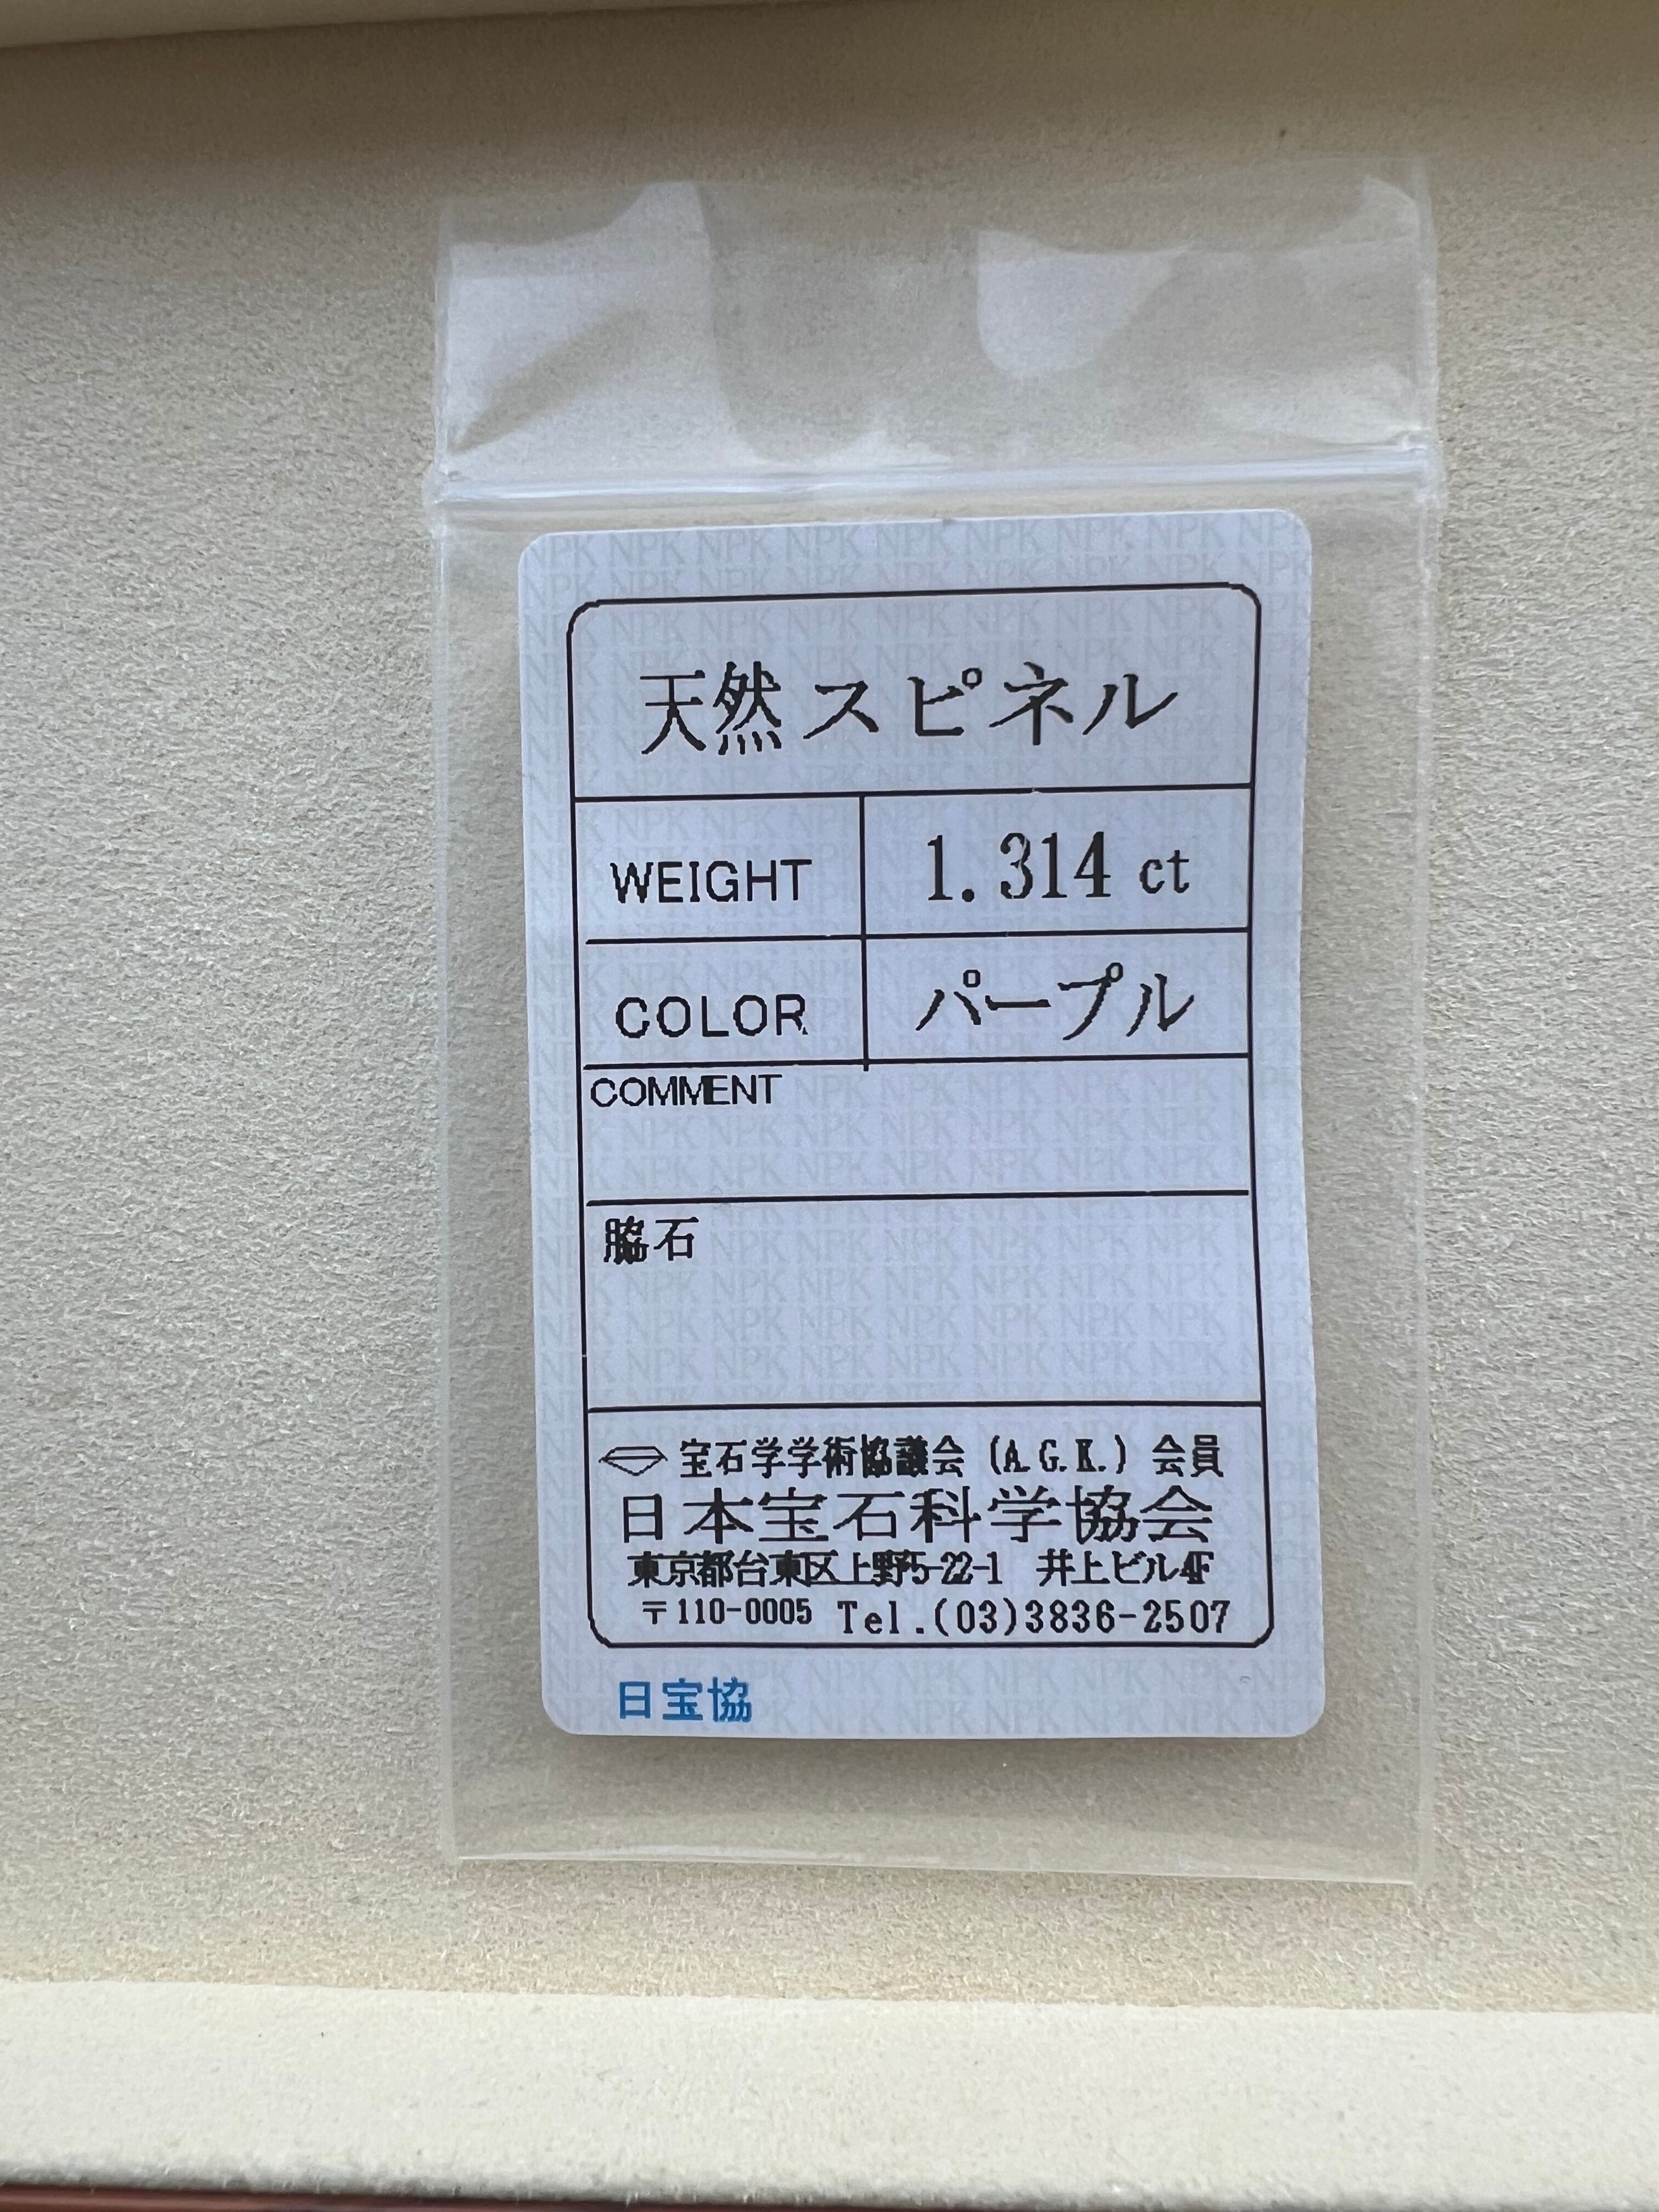 天然スピネル
WEIGHT 1.314 ct
COLOR パープル
COMMENT
脇石
宝石学学術協議会 (A.G.K.) 会員
日本宝石科学協会
東京都台東区上野5-22-1 井上ビル4F
〒110-0005 Tel.(03)3836-2507
日宝協